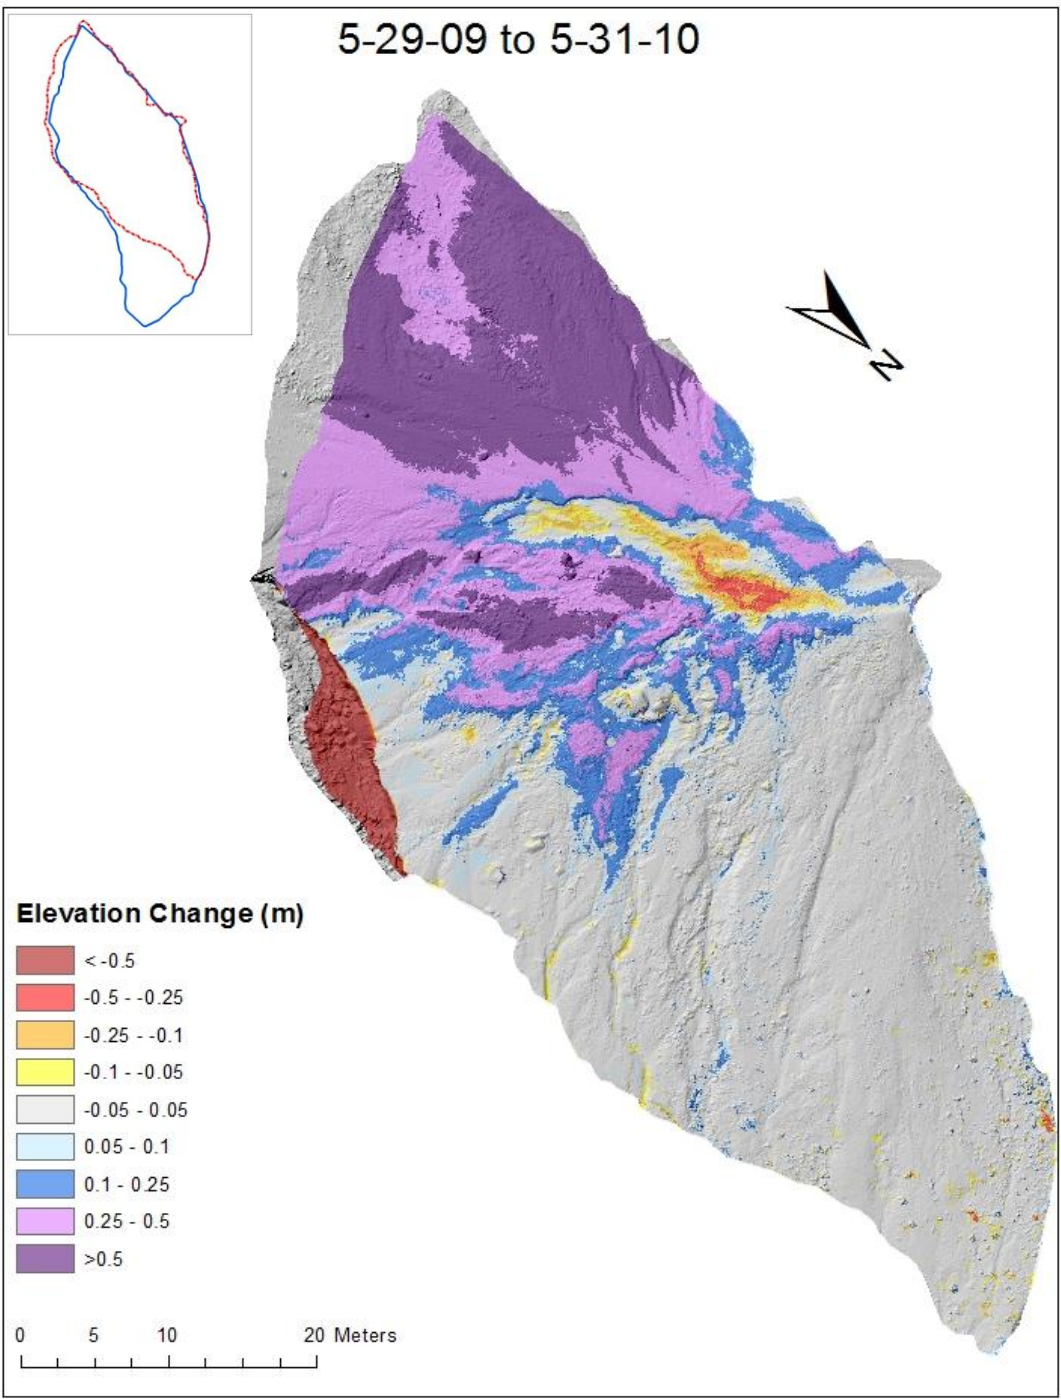 5-29-09 to 5-31-10
N
Elevation Change (m)
< -0.5
-0.5 - -0.25
-0.25 - -0.1
-0.1 - -0.05
-0.05 - 0.05
0.05 - 0.1
0.1 - 0.25
0.25 - 0.5
>0.5
0 5 10 20 Meters